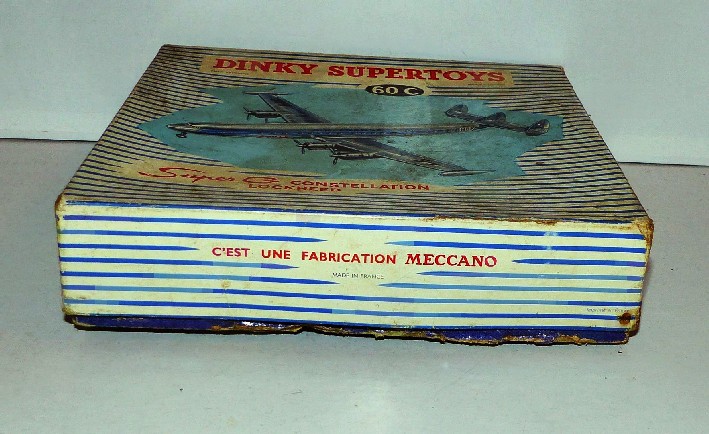 DINKY SUPERTOYS
60 C
Super G CONSTELLATION
LOCKHEED
C'EST UNE FABRICATION MECCANO
MADE IN FRANCE